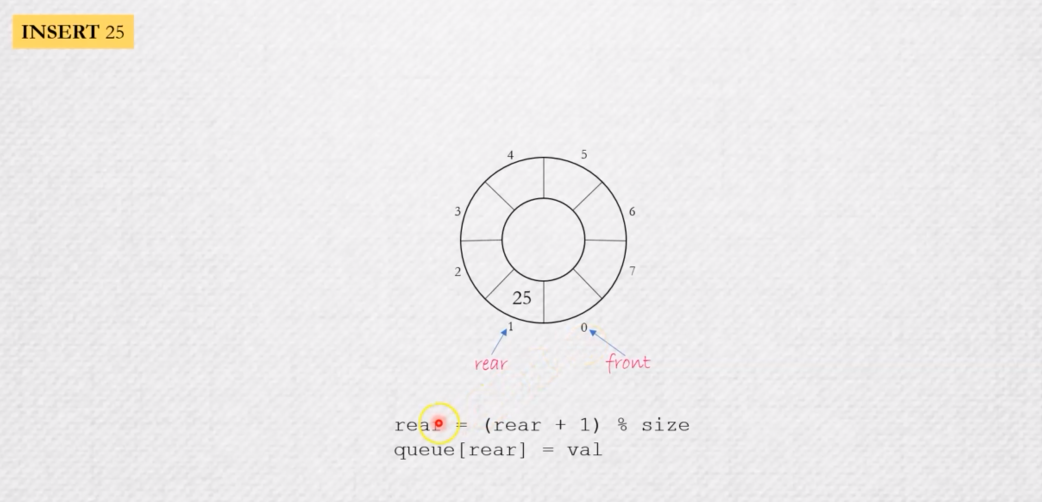 INSERT 25
4 5
3 6
2 7
25
1 0
rear front
rear = (rear + 1) % size
queue[rear] = val